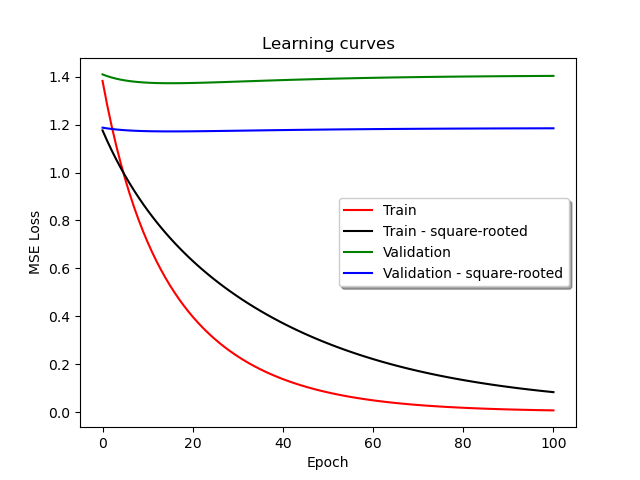 Learning curves
MSE Loss
1.4
1.2
1.0
0.8
0.6
0.4
0.2
0.0
Train
Train - square-rooted
Validation
Validation - square-rooted
0 20 40 60 80 100
Epoch